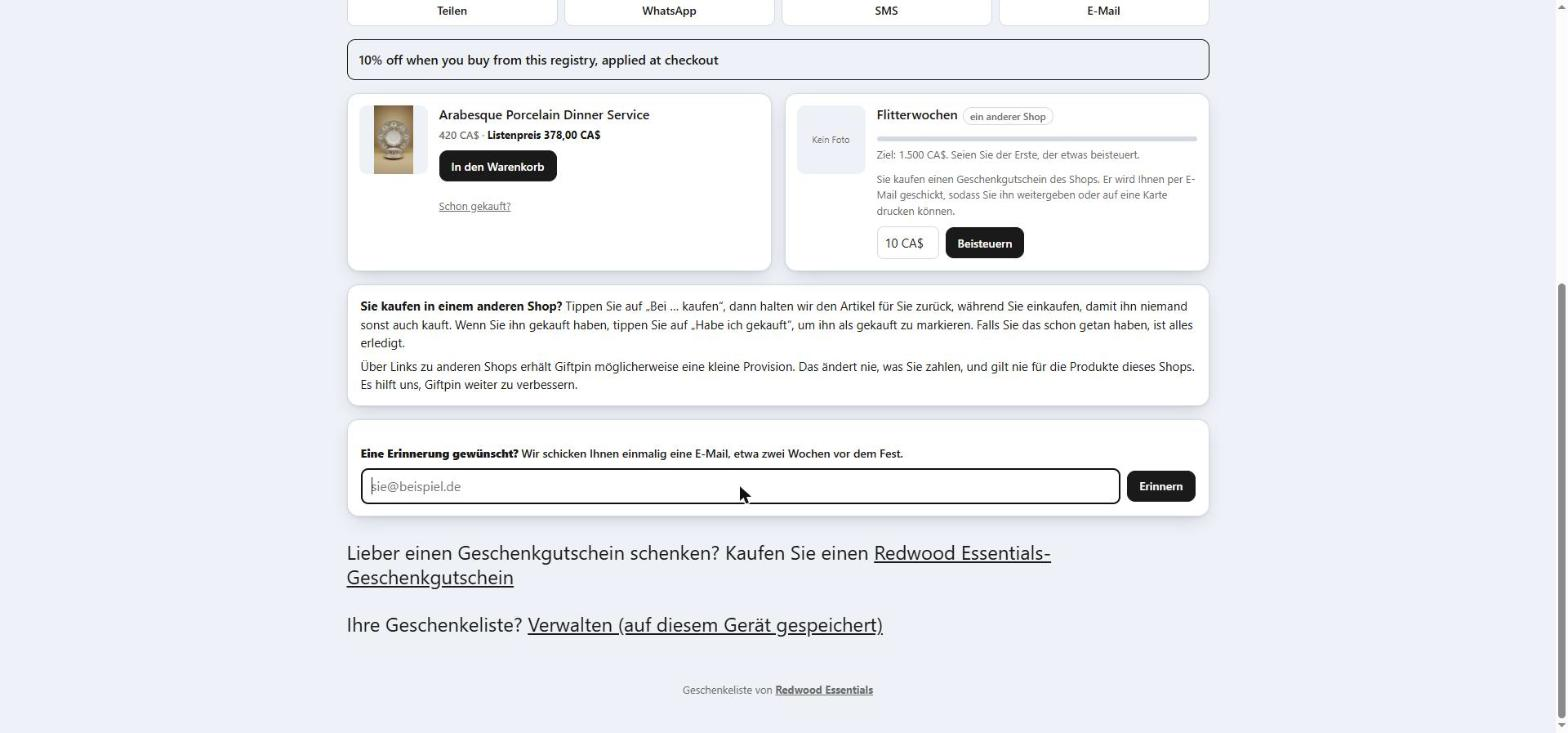 Teilen
WhatsApp
SMS
E-Mail
10% off when you buy from this registry, applied at checkout
Arabesque Porcelain Dinner Service
420 CA$ · Listenpreis 378,00 CA$
In den Warenkorb
Schon gekauft?
Kein Foto
Flitterwochen
ein anderer Shop
Ziel: 1.500 CA$. Seien Sie der Erste, der etwas beisteuert.
Sie kaufen einen Geschenkgutschein des Shops. Er wird Ihnen per E-
Mail geschickt, sodass Sie ihn weitergeben oder auf eine Karte
drucken können.
10 CA$
Beisteuern
Sie kaufen in einem anderen Shop? Tippen Sie auf „Bei … kaufen“, dann halten wir den Artikel für Sie zurück, während Sie einkaufen, damit ihn niemand
sonst auch kauft. Wenn Sie ihn gekauft haben, tippen Sie auf „Habe ich gekauft“, um ihn als gekauft zu markieren. Falls Sie das schon getan haben, ist alles
erledigt.
Über Links zu anderen Shops erhält Giftpin möglicherweise eine kleine Provision. Das ändert nie, was Sie zahlen, und gilt nie für die Produkte dieses Shops.
Es hilft uns, Giftpin weiter zu verbessern.
Eine Erinnerung gewünscht? Wir schicken Ihnen einmalig eine E-Mail, etwa zwei Wochen vor dem Fest.
sie@beispiel.de
Erinnern
Lieber einen Geschenkgutschein schenken? Kaufen Sie einen Redwood Essentials-
Geschenkgutschein
Ihre Geschenkeliste? Verwalten (auf diesem Gerät gespeichert)
Geschenkeliste von Redwood Essentials